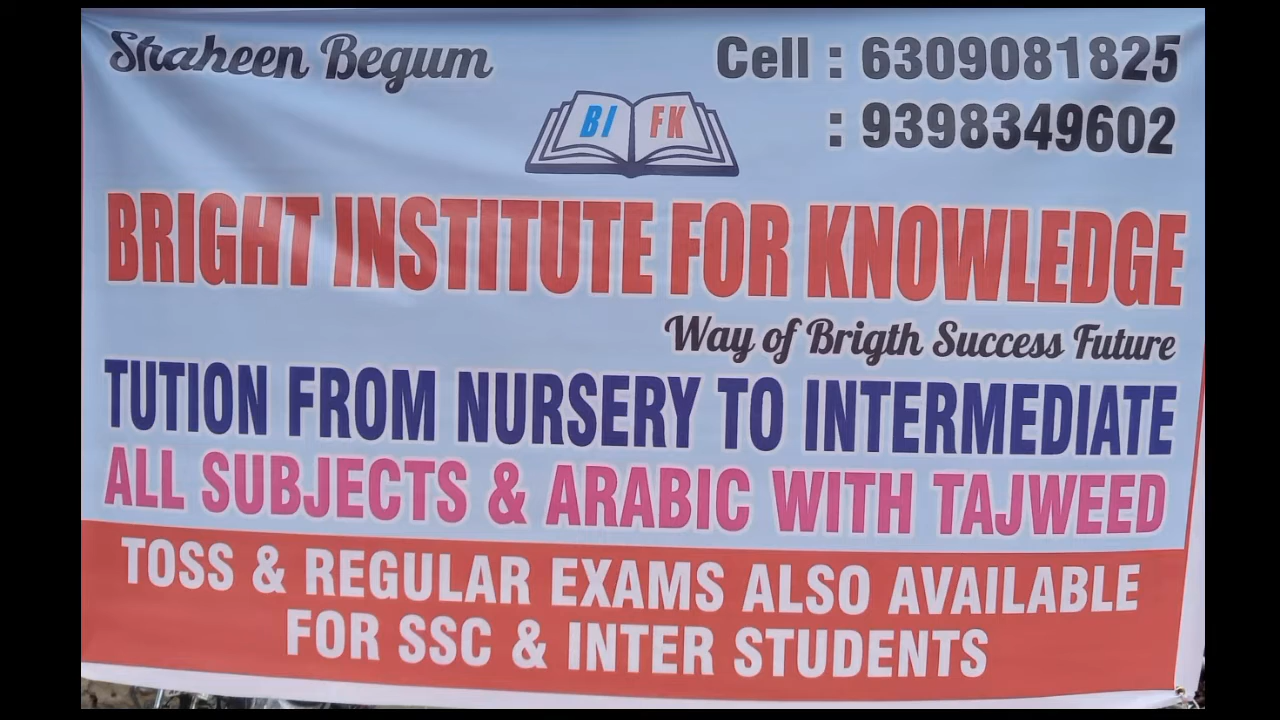 Shaheen Begum
Cell : 6309081825
: 9398349602
BI FK
BRIGHT INSTITUTE FOR KNOWLEDGE
Way of Brigth Success Future
TUTION FROM NURSERY TO INTERMEDIATE
ALL SUBJECTS & ARABIC WITH TAJWEED
TOSS & REGULAR EXAMS ALSO AVAILABLE
FOR SSC & INTER STUDENTS